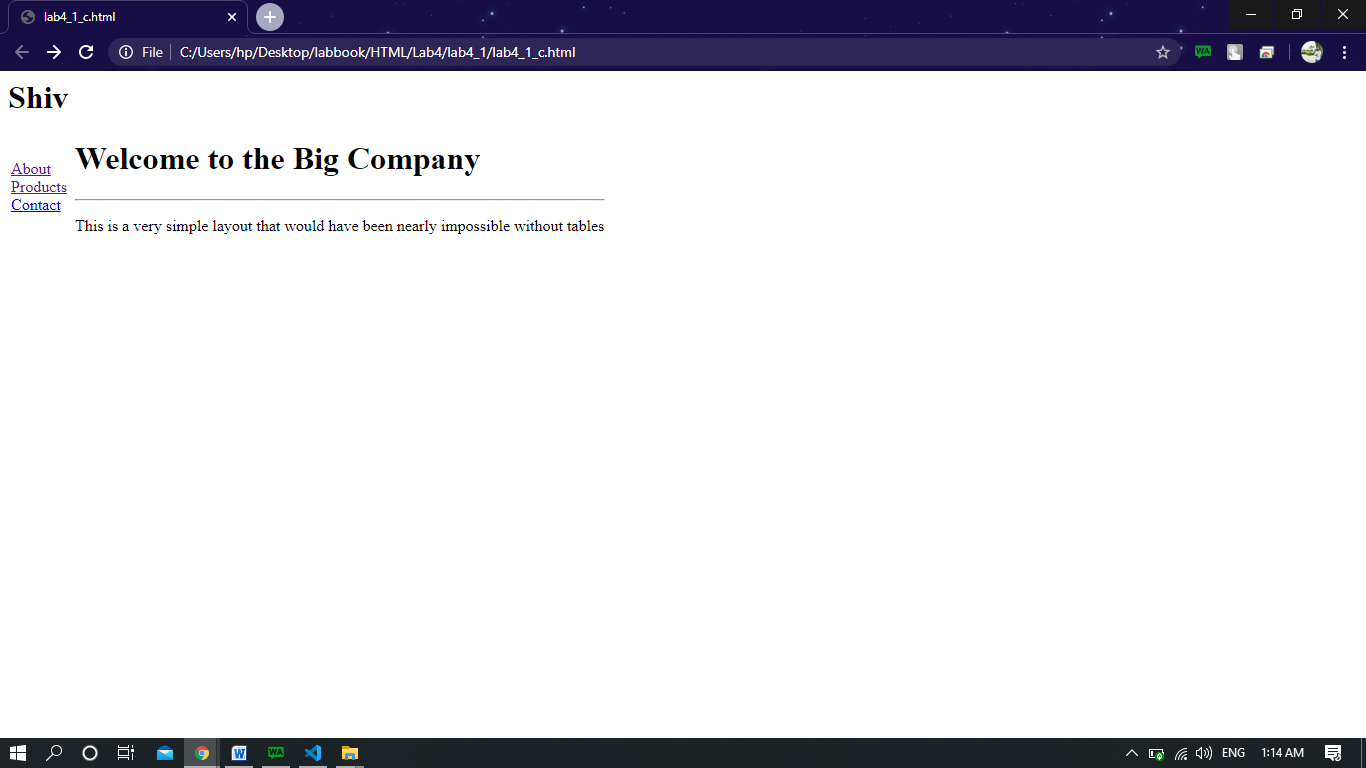 lab4_1_c.html
File C:/Users/hp/Desktop/labbook/HTML/Lab4/lab4_1/lab4_1_c.html
WA
Shiv
Welcome to the Big Company
About
Products
Contact
This is a very simple layout that would have been nearly impossible without tables
W
WA
ENG
1:14 AM